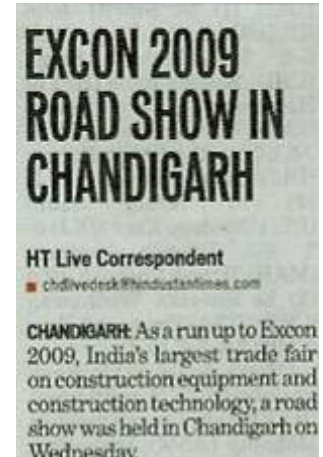 EXCON 2009
ROAD SHOW IN
CHANDIGARH
HT Live Correspondent
chdlivedesk@hindustantimes.com
CHANDIGARH: As a run up to Excon
2009, India's largest trade fair
on construction equipment and
construction technology, a road
show was held in Chandigarh on
Wednesday